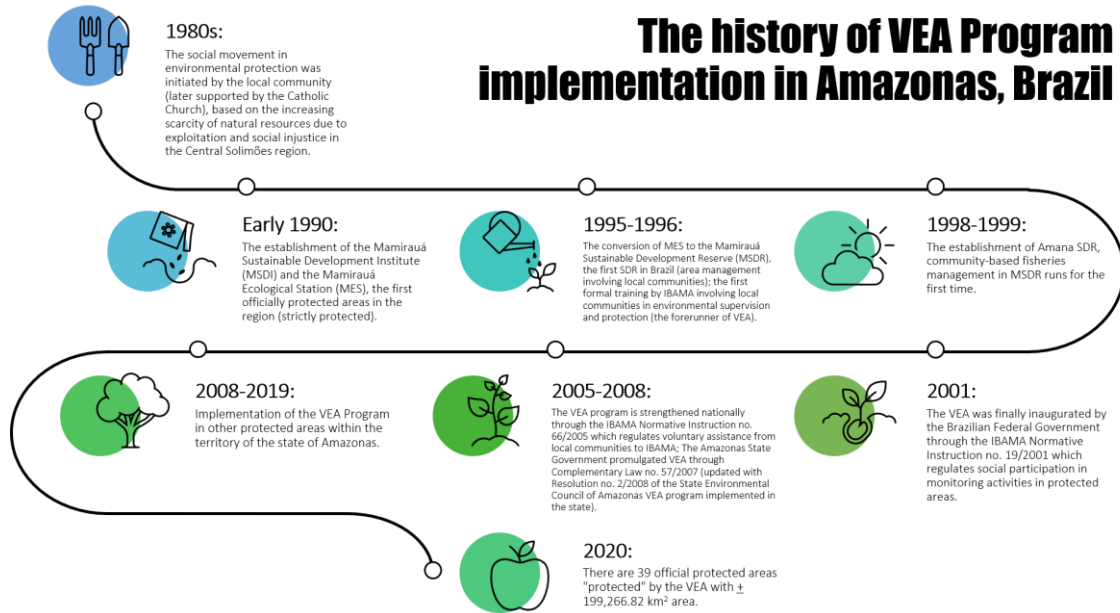 The history of VEA Program
implementation in Amazonas, Brazil
1980s:
The social movement in
environmental protection was
initiated by the local community
(later supported by the Catholic
Church), based on the increasing
scarcity of natural resources due to
exploitation and social injustice in
the Central Solimões region.
Early 1990:
The establishment of the Mamirauá
Sustainable Development Institute
(MSDI) and the Mamirauá
Ecological Station (MES), the first
officially protected areas in the
region (strictly protected).
1995-1996:
The conversion of MES to the Mamirauá
Sustainable Development Reserve (MSDR),
the first SDR in Brazil (area management
involving local communities); the first
formal training by IBAMA involving local
communities in environmental supervision
and protection (the forerunner of VEA).
1998-1999:
The establishment of Amana SDR,
community-based fisheries
management in MSDR runs for the
first time.
2001:
The VEA was finally inaugurated by
the Brazilian Federal Government
through the IBAMA Normative
Instruction no. 19/2001 which
regulates social participation in
monitoring activities in protected
areas.
2005-2008:
The VEA program is strengthened nationally
through the IBAMA Normative Instruction no.
66/2005 which regulates voluntary assistance from
local communities to IBAMA; The Amazonas State
Government promulgated VEA through
Complementary Law no. 57/2007 (updated with
Resolution no. 2/2008 of the State Environmental
Council of Amazonas VEA program implemented in
the state).
2008-2019:
Implementation of the VEA Program
in other protected areas within the
territory of the state of Amazonas.
2020:
There are 39 official protected areas
"protected" by the VEA with ±
199,266.82 km² area.